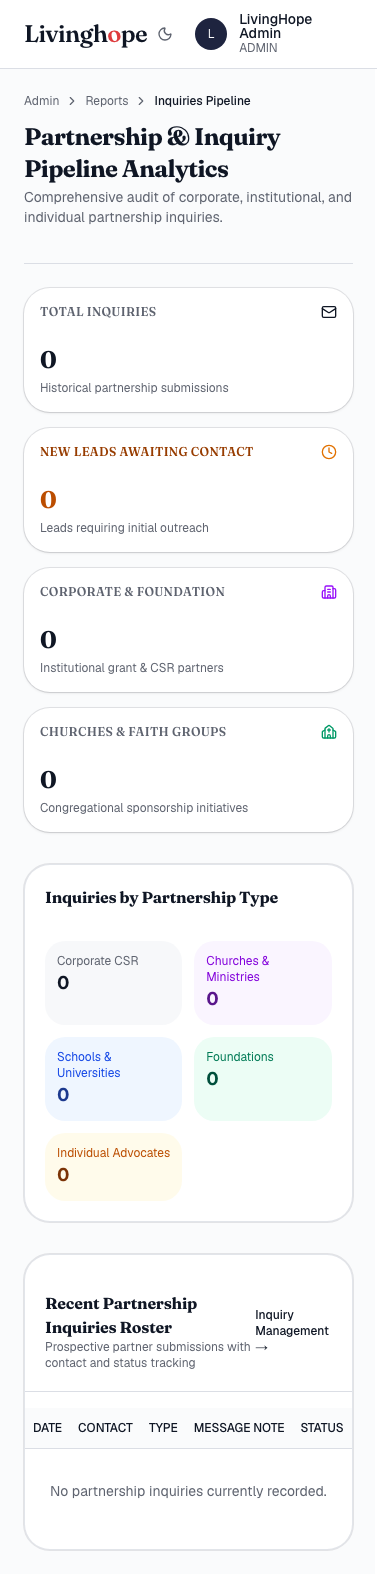 Livinghope
L
LivingHope
Admin
ADMIN
Admin > Reports > Inquiries Pipeline
Partnership & Inquiry
Pipeline Analytics
Comprehensive audit of corporate, institutional, and
individual partnership inquiries.
TOTAL INQUIRIES
0
Historical partnership submissions
NEW LEADS AWAITING CONTACT
0
Leads requiring initial outreach
CORPORATE & FOUNDATION
0
Institutional grant & CSR partners
CHURCHES & FAITH GROUPS
0
Congregational sponsorship initiatives
Inquiries by Partnership Type
Corporate CSR
0
Churches &
Ministries
0
Schools &
Universities
0
Foundations
0
Individual Advocates
0
Recent Partnership
Inquiries Roster
Prospective partner submissions with
contact and status tracking
Inquiry
Management
→
DATE CONTACT TYPE MESSAGE NOTE STATUS
No partnership inquiries currently recorded.